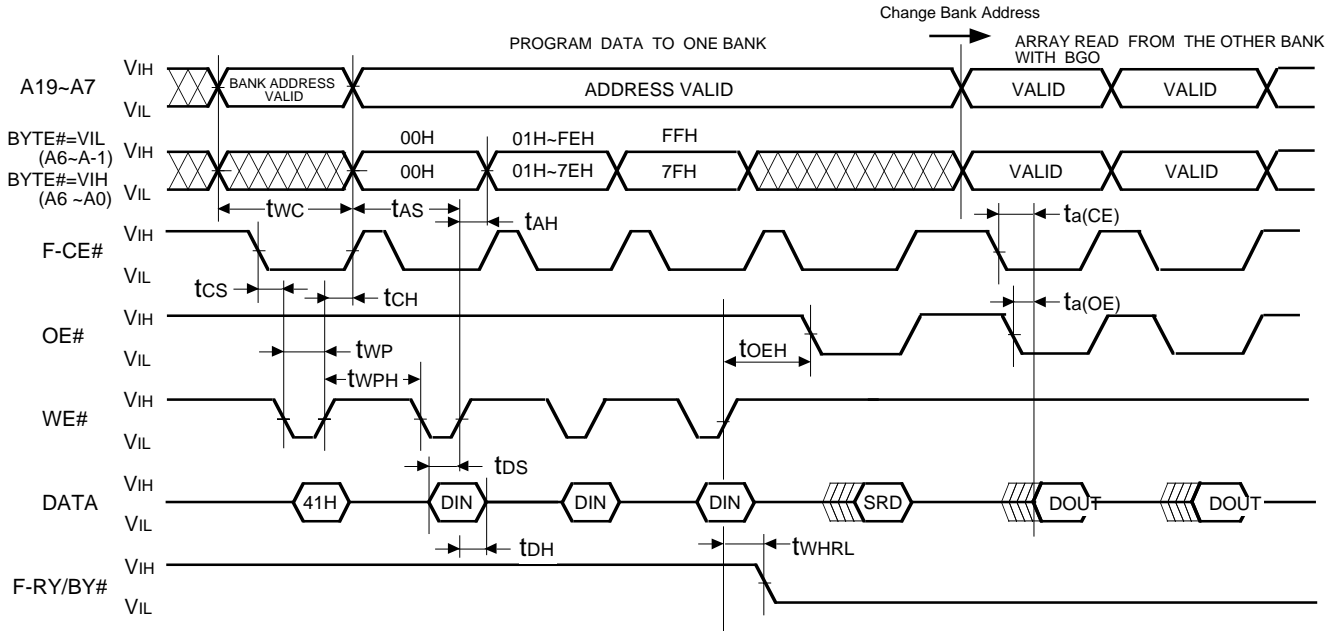 Change Bank Address
PROGRAM DATA TO ONE BANK
ARRAY READ FROM THE OTHER BANK
WITH BGO
A19~A7
VIH
VIL
BANK ADDRESS
VALID
ADDRESS VALID
VALID
VALID
BYTE#=VIL
(A6~A-1)
BYTE#=VIH
(A6 ~A0)
VIH
VIL
00H
01H~FEH
FFH
00H
01H~7EH
7FH
VALID
VALID
tWC
tAS
tAH
ta(CE)
F-CE#
VIH
VIL
tCS
tCH
ta(OE)
OE#
VIH
VIL
tWP
tOEH
tWPH
WE#
VIH
VIL
tDS
DATA
VIH
VIL
41H
DIN
DIN
DIN
SRD
DOUT
DOUT
tDH
tWHRL
F-RY/BY#
VIH
VIL